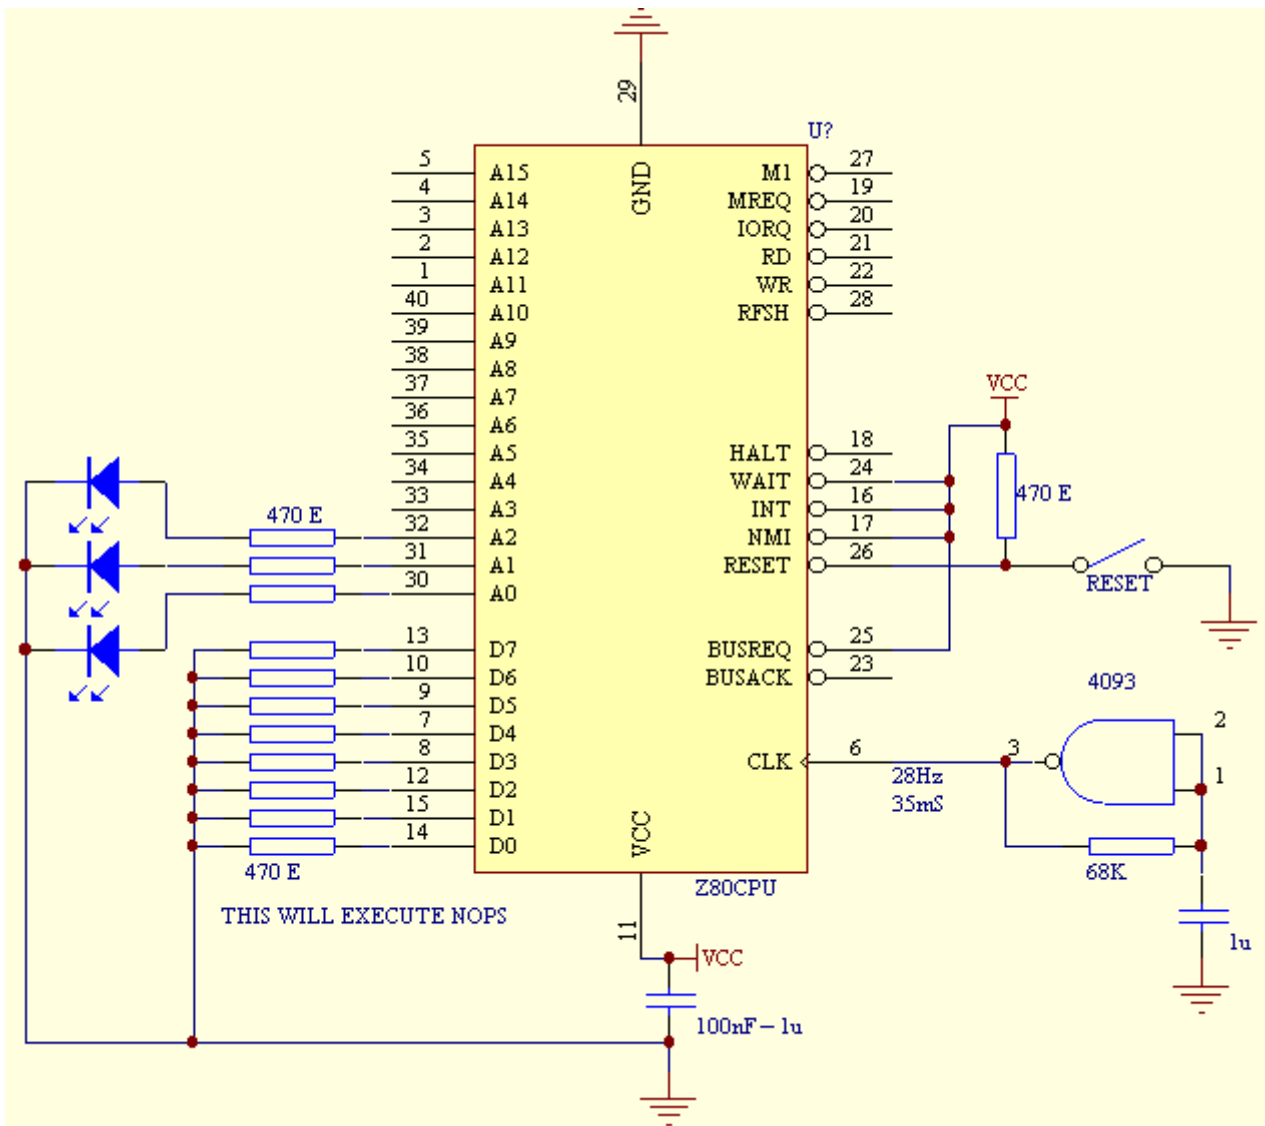 29
U?
GND
5 A15
4 A14
3 A13
2 A12
1 A11
40 A10
39 A9
38 A8
37 A7
36 A6
35 A5
34 A4
33 A3
32 A2
31 A1
30 A0
470 E
13 D7
10 D6
9 D5
7 D4
8 D3
12 D2
15 D1
14 D0
470 E
THIS WILL EXECUTE NOPS
M1 27
MREQ 19
IORQ 20
RD 21
WR 22
RFSH 28
HALT 18
WAIT 24
INT 16
NMI 17
RESET 26
BUSREQ 25
BUSACK 23
CLK 6
28Hz
35mS
VCC
470 E
RESET
4093
3
2
1
68K
1u
VCC
Z80CPU
11
VCC
100nF-1u